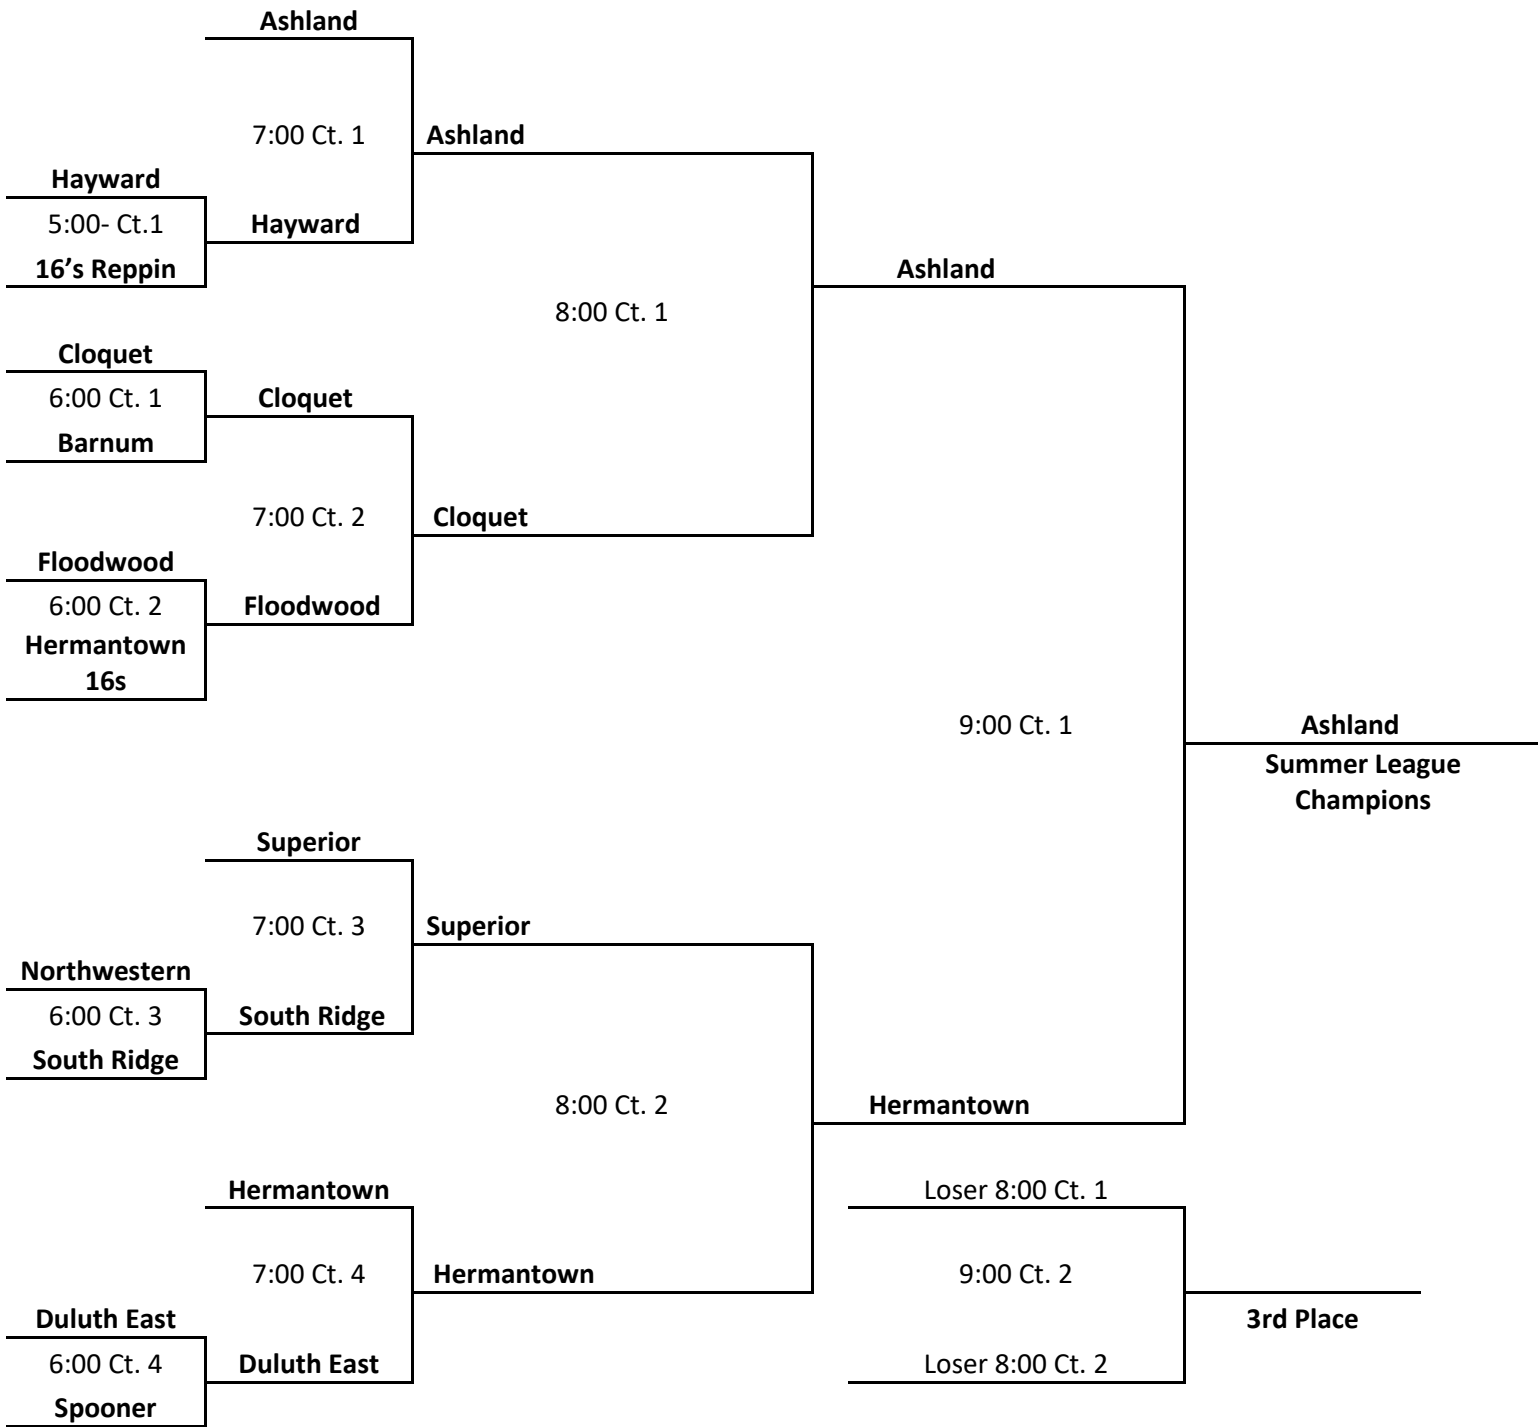 Ashland
7:00 Ct. 1
Ashland
Hayward
5:00- Ct.1
Hayward
16’s Reppin
Ashland
8:00 Ct. 1
Cloquet
6:00 Ct. 1
Cloquet
Barnum
7:00 Ct. 2
Cloquet
Floodwood
6:00 Ct. 2
Floodwood
Hermantown
16s
9:00 Ct. 1
Ashland
Summer League
Champions
Superior
7:00 Ct. 3
Superior
Northwestern
6:00 Ct. 3
South Ridge
South Ridge
8:00 Ct. 2
Hermantown
Hermantown
Loser 8:00 Ct. 1
7:00 Ct. 4
Hermantown
9:00 Ct. 2
Duluth East
3rd Place
6:00 Ct. 4
Duluth East
Loser 8:00 Ct. 2
Spooner